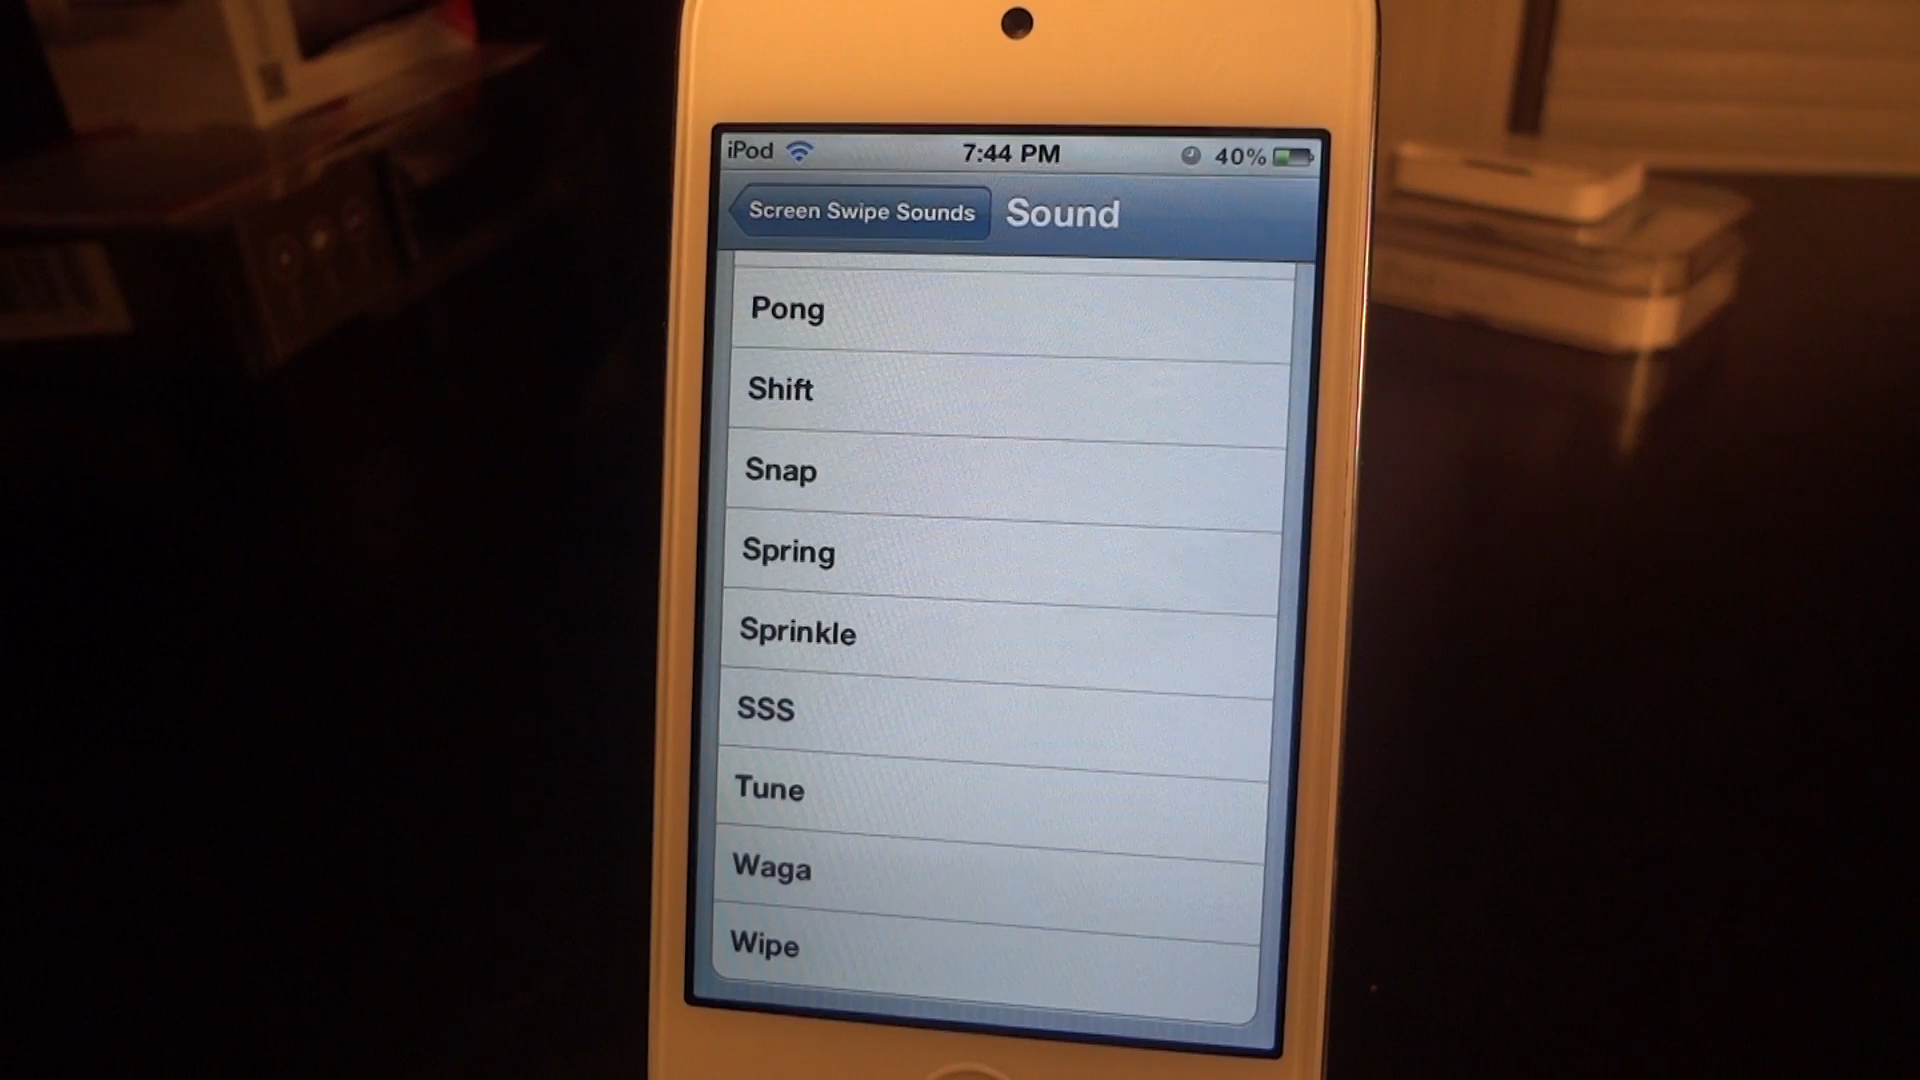 iPod 7:44 PM 40%
Screen Swipe Sounds Sound
Pong
Shift
Snap
Spring
Sprinkle
SSS
Tune
Waga
Wipe